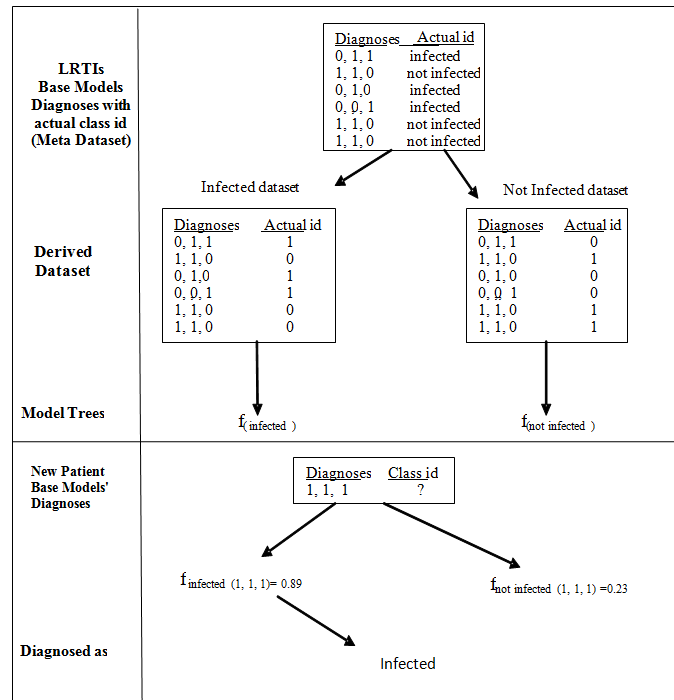 LRTIs
Base Models
Diagnoses with
actual class id
(Meta Dataset)
Diagnoses Actual id
0, 1, 1 infected
1, 1, 0 not infected
0, 1,0 infected
0, 0, 1 infected
1, 1, 0 not infected
1, 1, 0 not infected
Infected dataset
Not Infected dataset
Derived
Dataset
Diagnoses Actual id
0, 1, 1 1
1, 1, 0 0
0, 1,0 1
0, 0, 1 1
1, 1, 0 0
1, 1, 0 0
Diagnoses Actual id
0, 1, 1 0
1, 1, 0 1
0, 1, 0 0
0, 0 1 0
1, 1, 0 1
1, 1, 0 1
Model Trees
f( infected )
f(not infected )
New Patient
Base Models'
Diagnoses
Diagnoses Class id
1, 1, 1 ?
f infected (1, 1, 1)= 0.89
fnot infected (1, 1, 1) =0.23
Diagnosed as
Infected